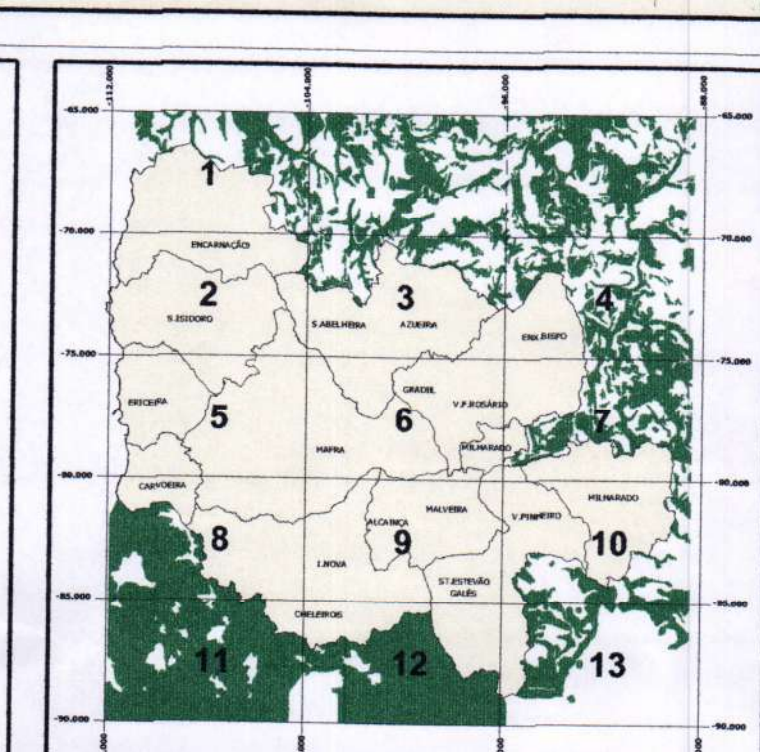 -112.000
-104.000
-96.000
-88.000
-65.000
-65.000
1
-70.000
ENCARNAÇÃO
-70.000
2
3
4
S.ISIDORO
S.ABELHEIRA
AZUEIRA
ENX.BISPO
-75.000
-75.000
GRADIL
ERICEIRA
V.F.ROSÁRIO
5
6
7
MAFRA
MILHARADO
-80.000
-80.000
CARVOEIRA
MILHARADO
MALVEIRA
V.PINHEIRO
ALCAINÇA
8
9
10
I.NOVA
ST.ESTEVÃO
GALÉS
-85.000
-85.000
CHELEIROS
11
12
13
-90.000
-90.000